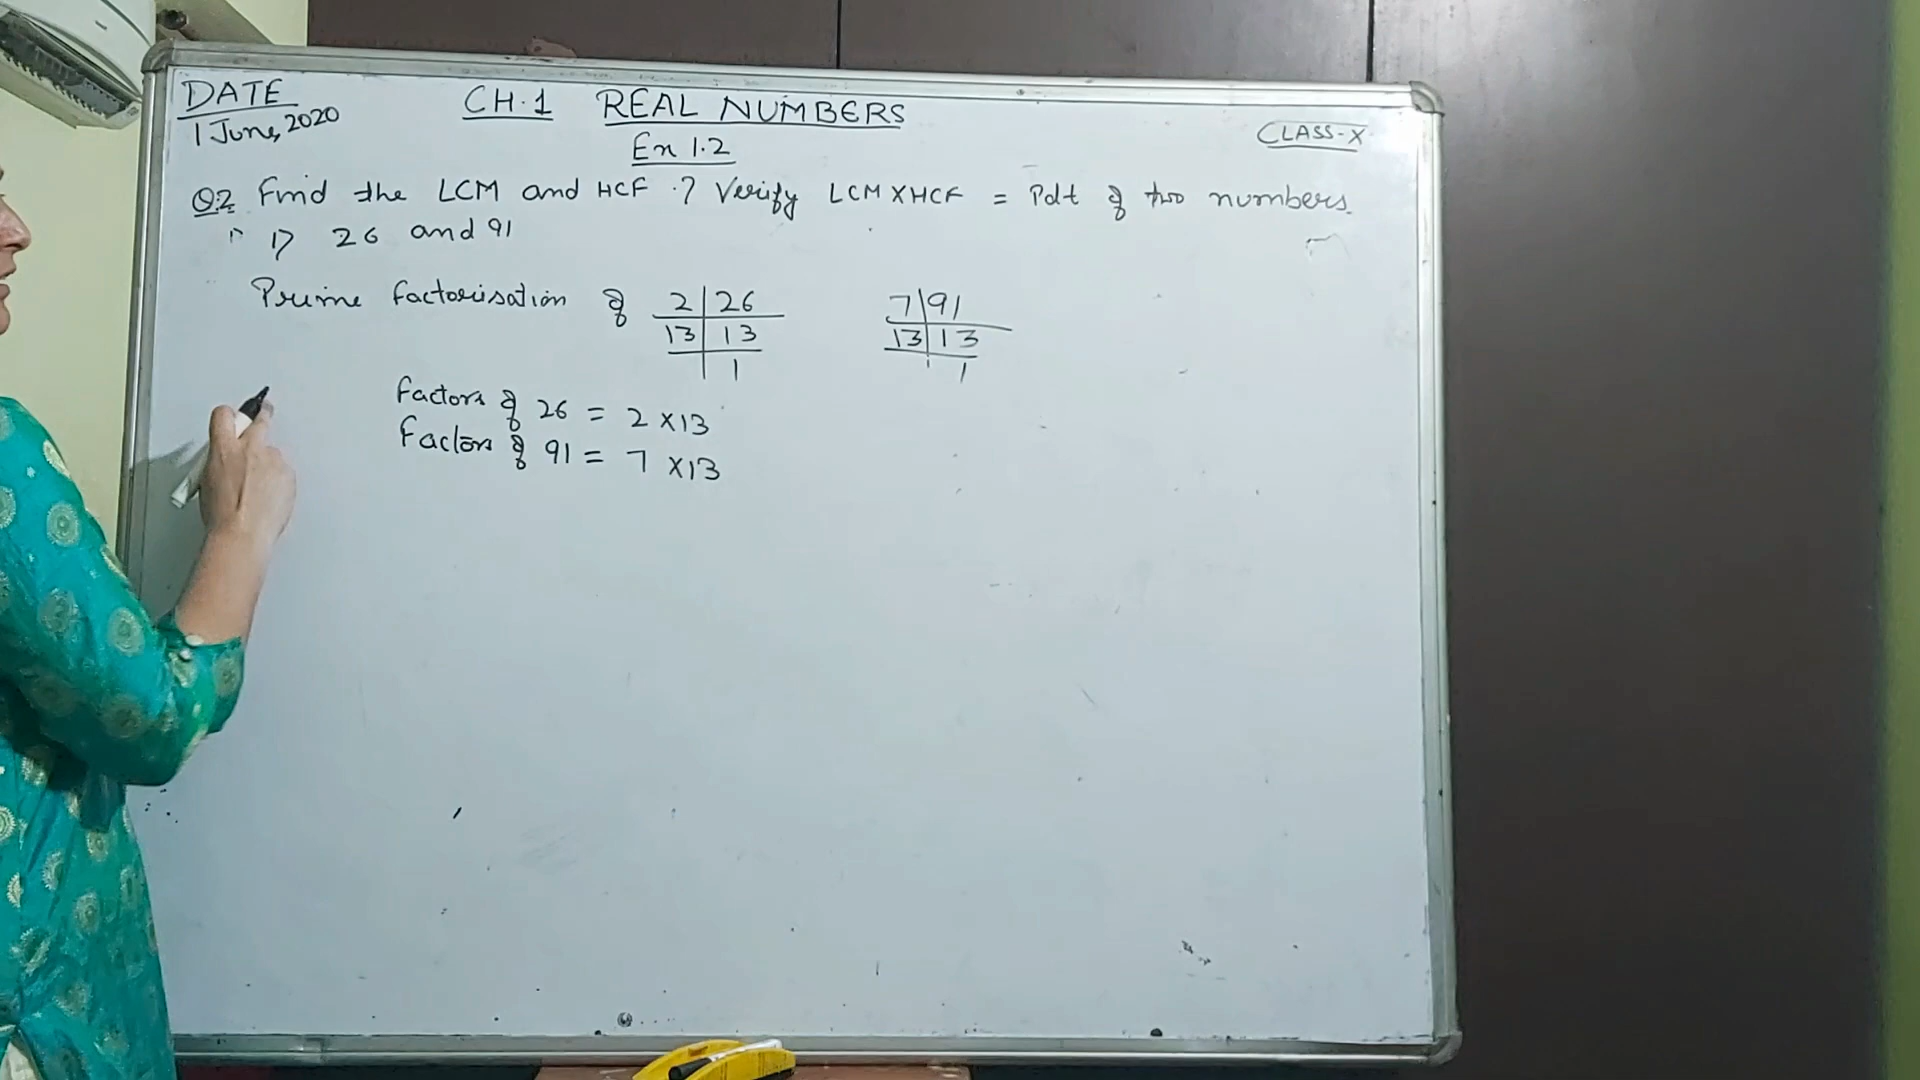 DATE
1 June, 2020
CH.1 REAL NUMBERS
CLASS-X
Ex 1.2
Q2 Find the LCM and HCF .? Verify LCM X HCF = Pdt of two numbers.
1) 26 and 91
Prime factorisation of
2 | 26
13 | 13
1
7 | 91
13 | 13
1
factors of 26 = 2 x 13
factors of 91 = 7 x 13